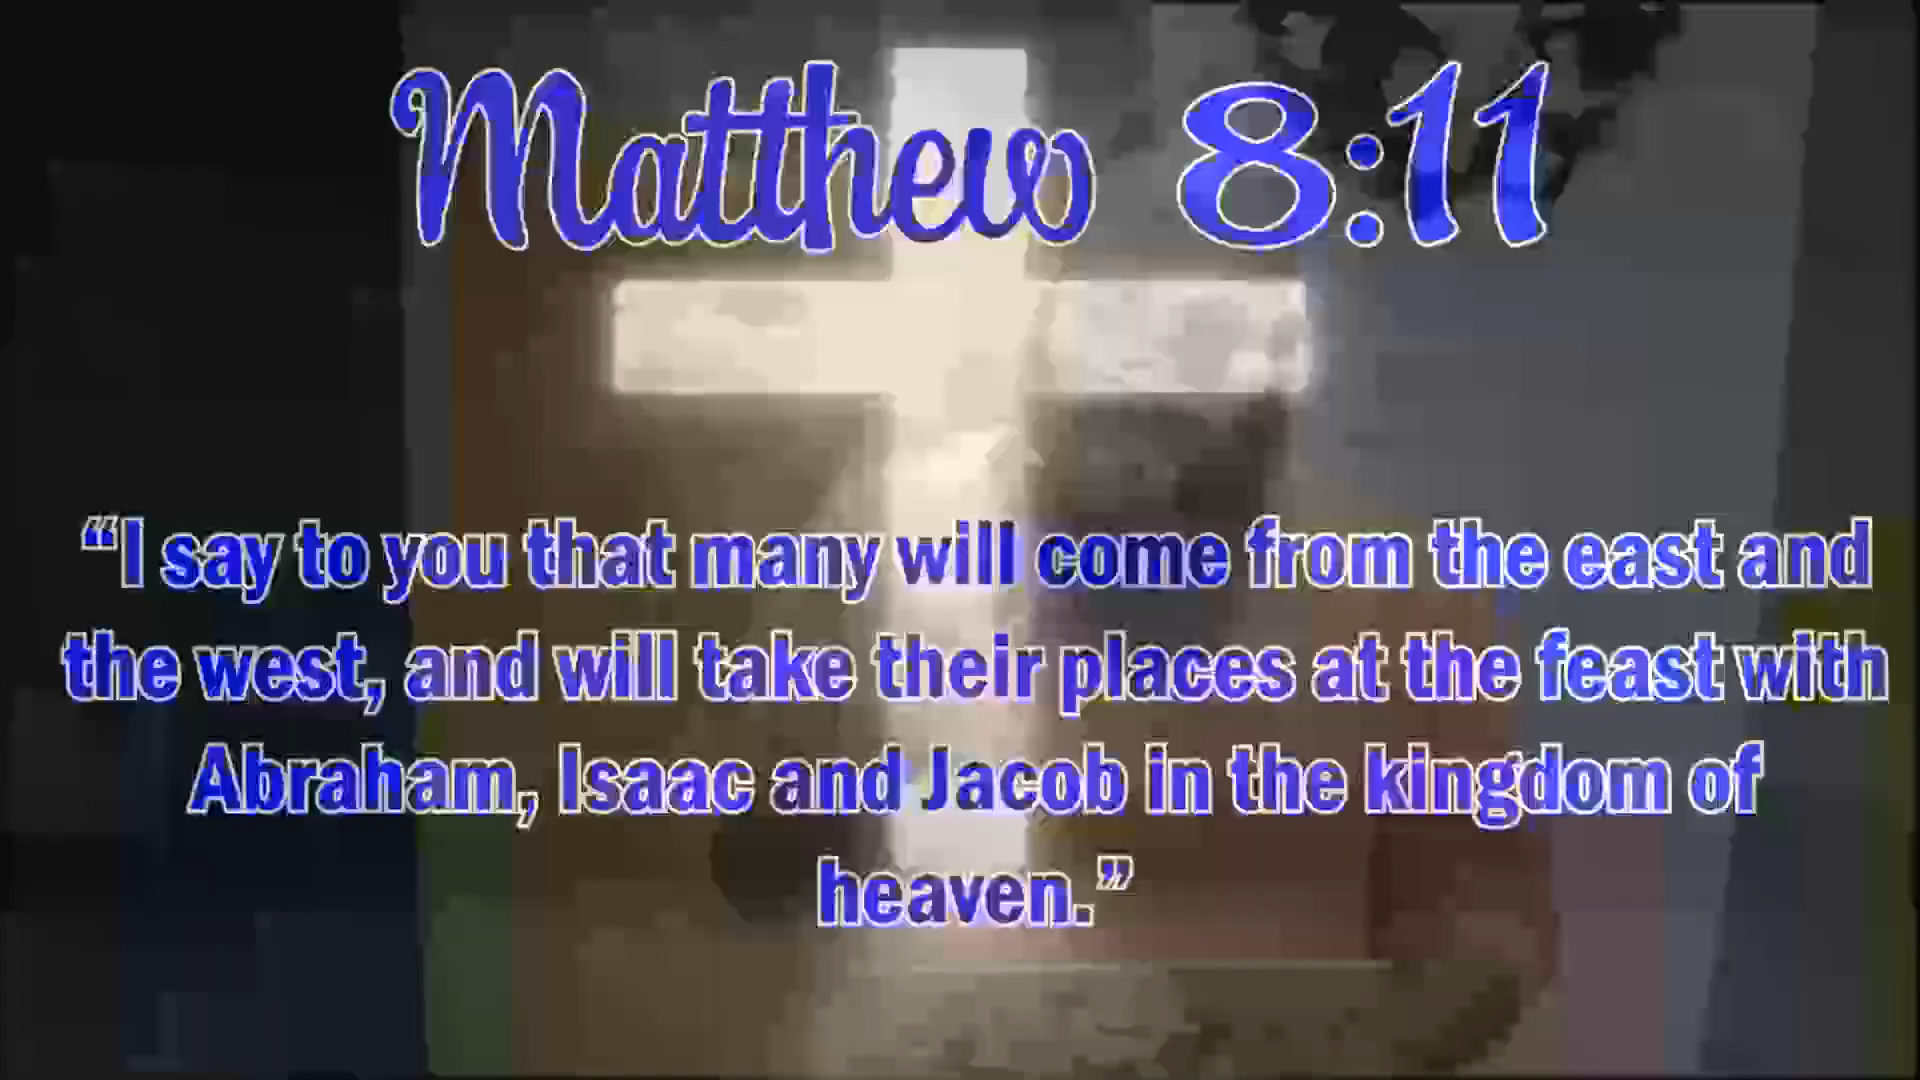 Matthew 8:11
“I say to you that many will come from the east and
the west, and will take their places at the feast with
Abraham, Isaac and Jacob in the kingdom of
heaven.”